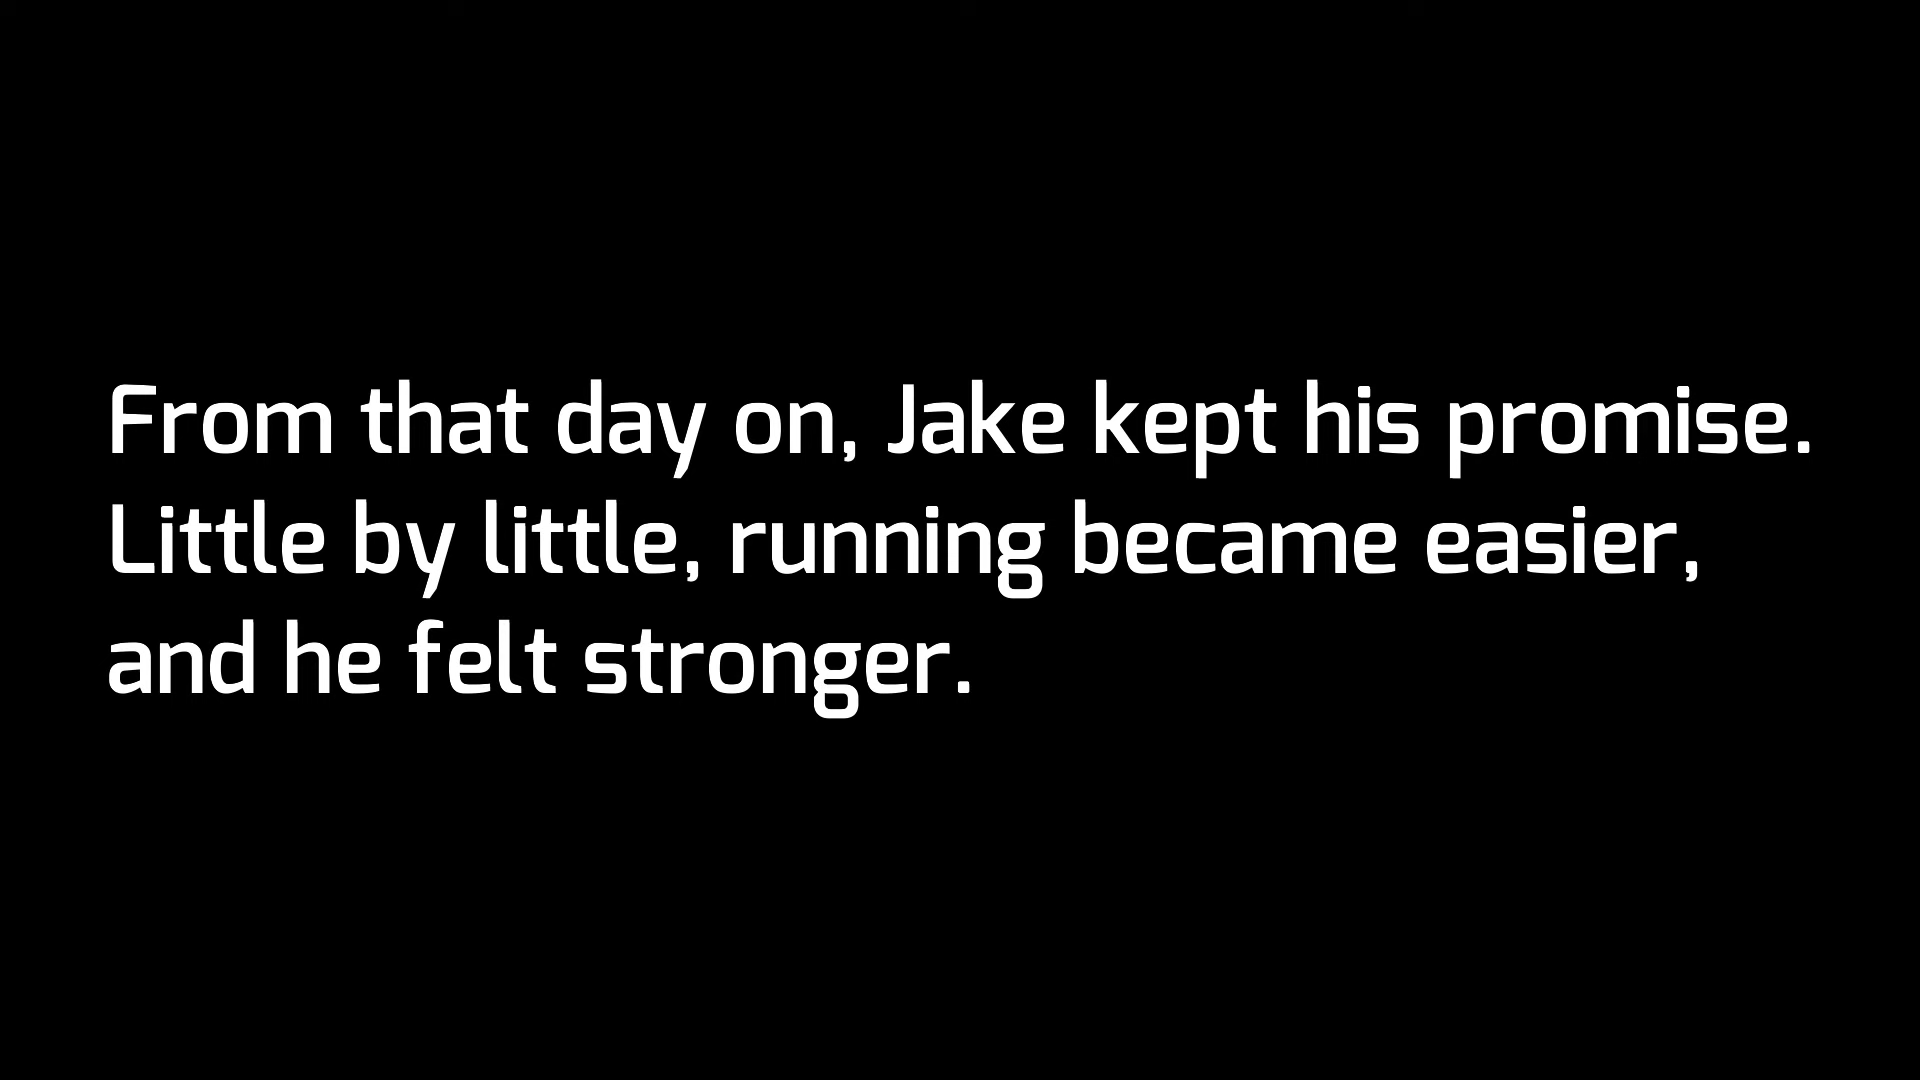 From that day on, Jake kept his promise.
Little by little, running became easier,
and he felt stronger.